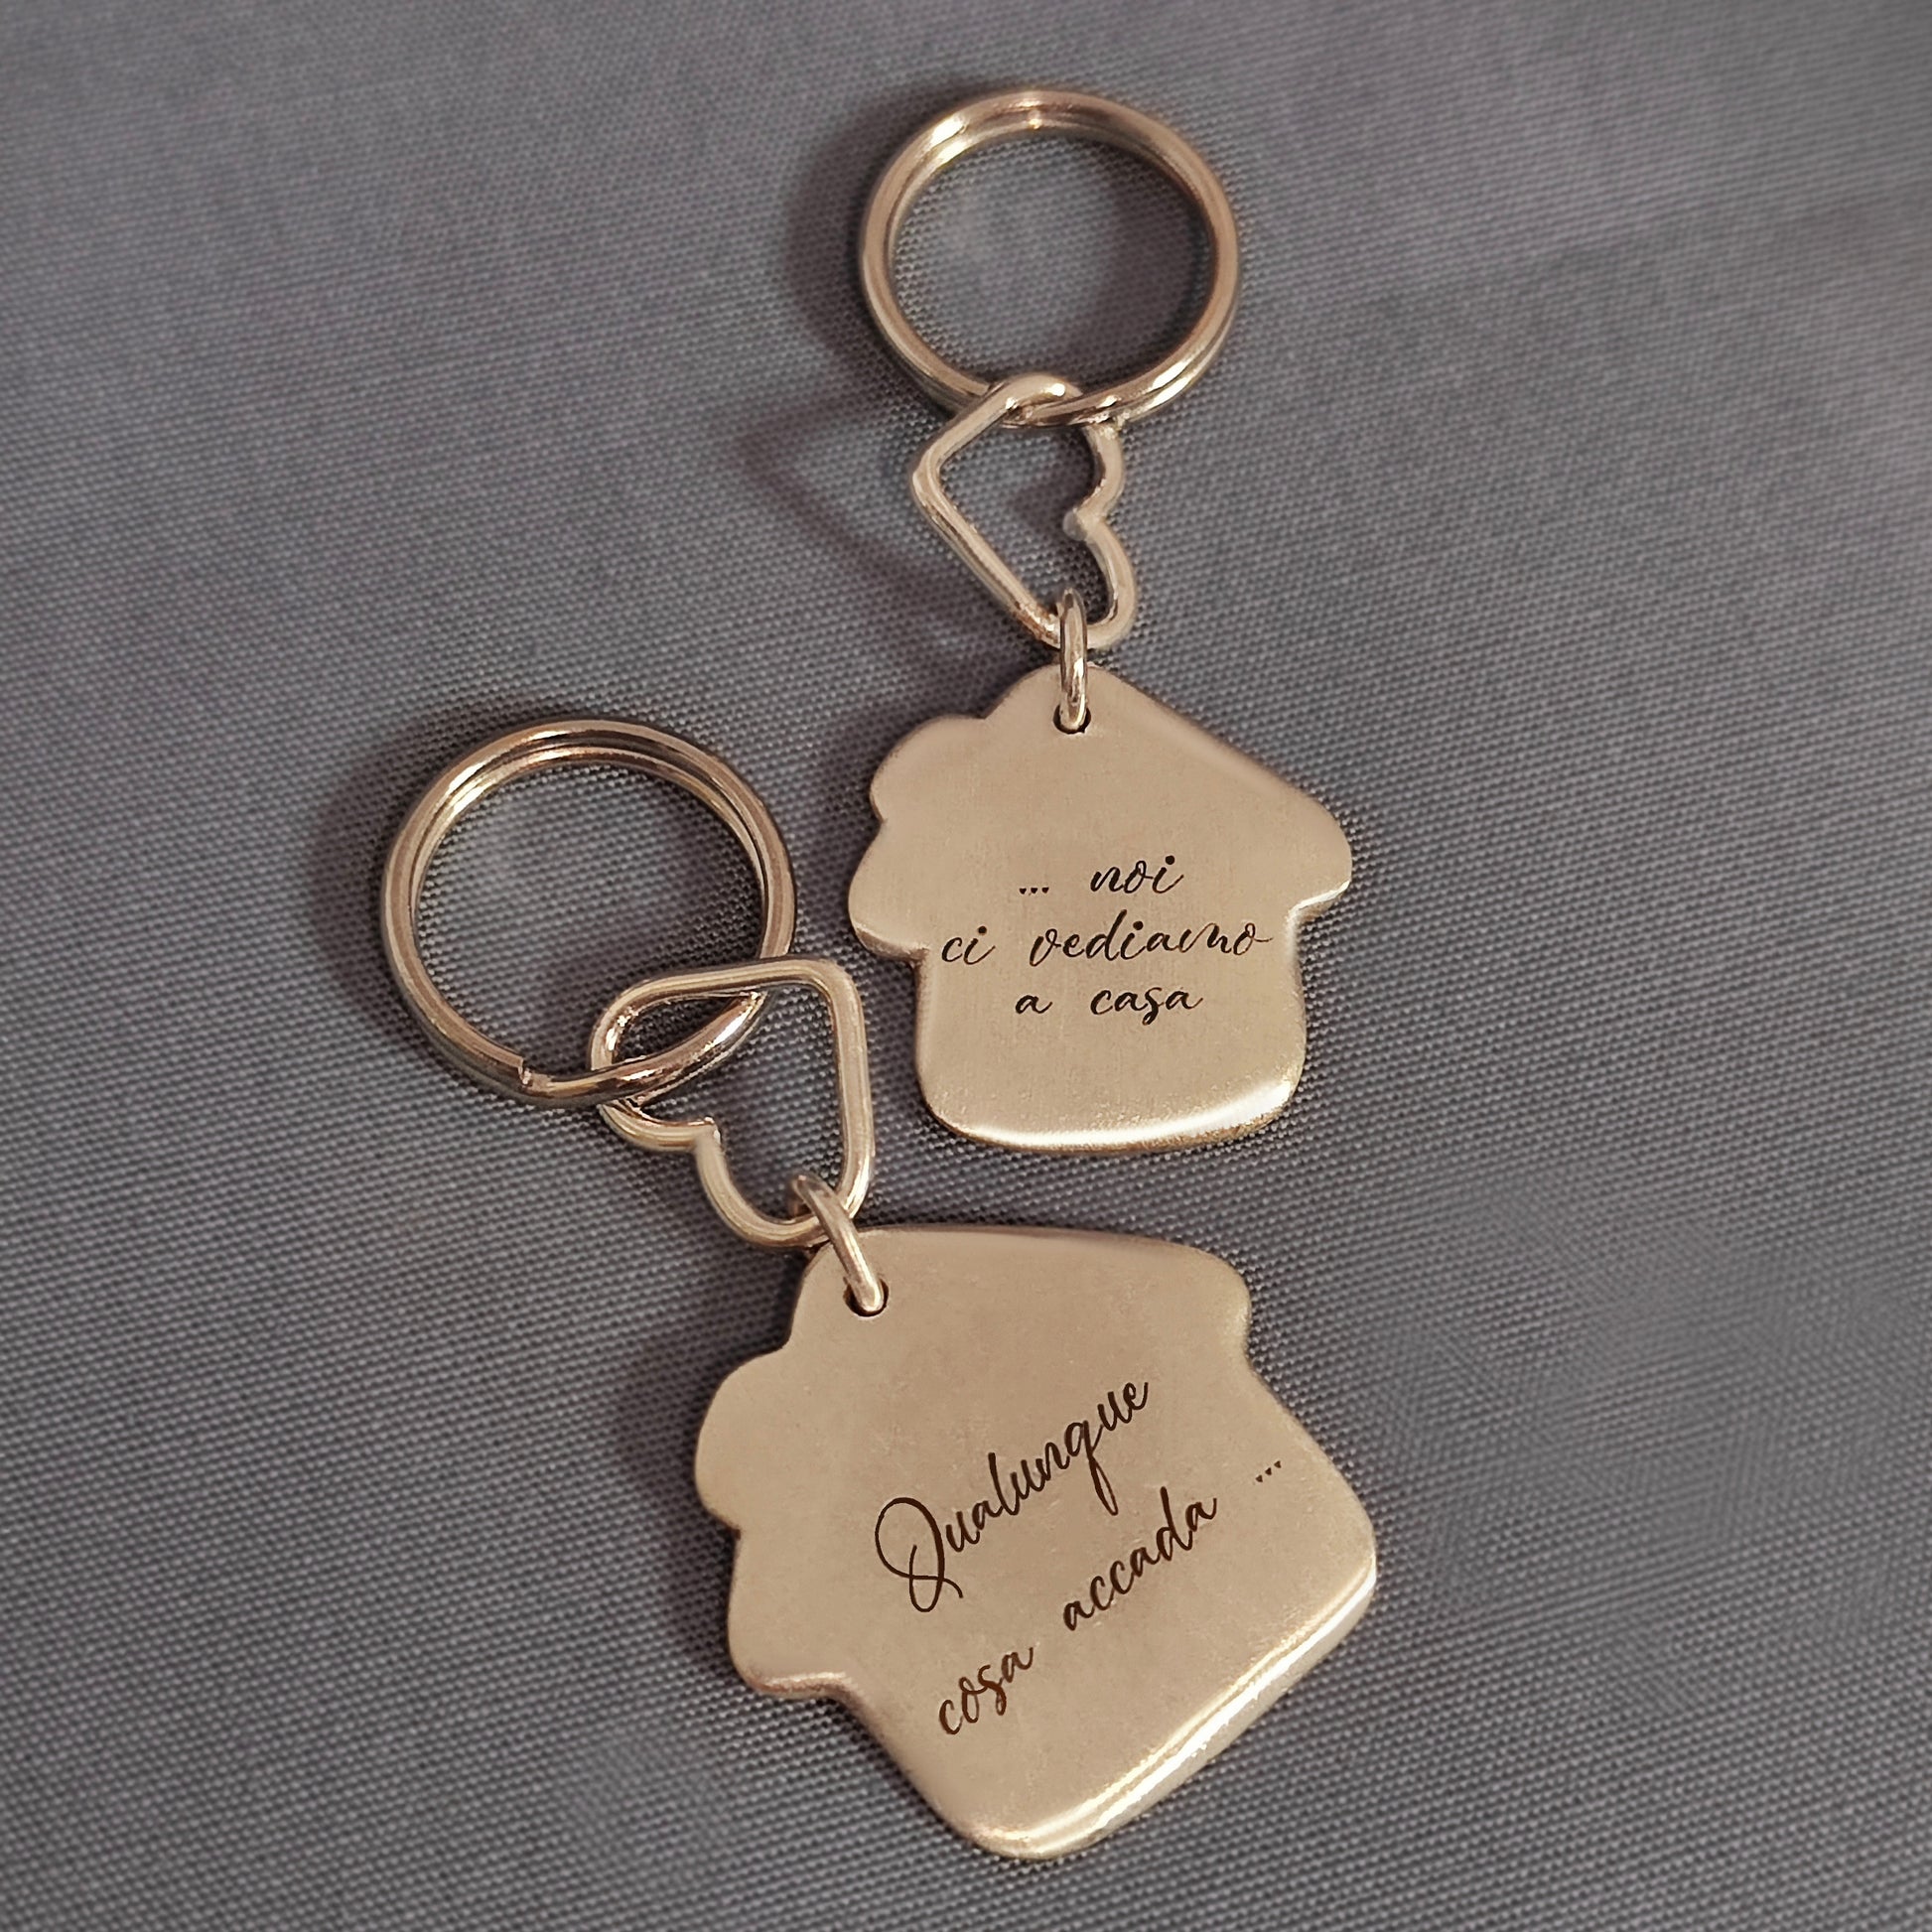 ... noi
ci vediamo
a casa
Qualunque
cosa accada ...